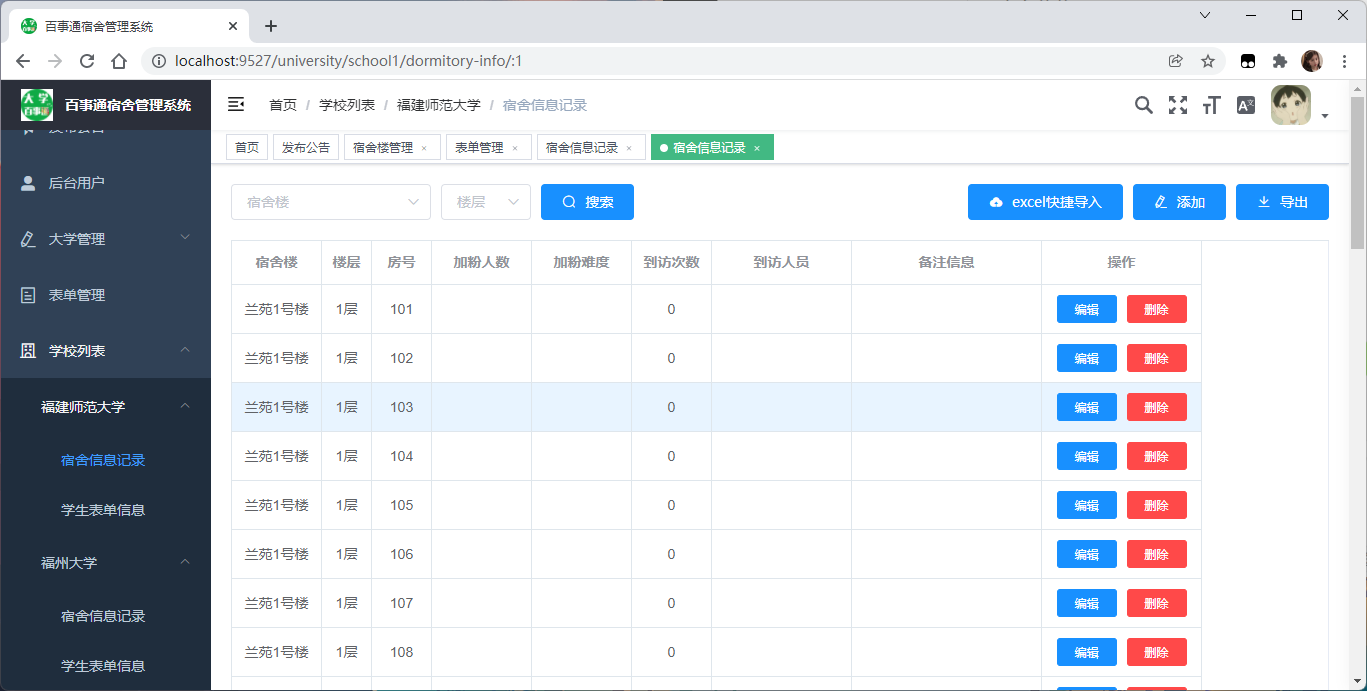 百事通宿舍管理系统
localhost:9527/university/school1/dormitory-info/:1
大学
百事通
百事通宿舍管理系统
首页 / 学校列表 / 福建师范大学 / 宿舍信息记录
发布公告
首页 发布公告 宿舍楼管理 × 表单管理 × 宿舍信息记录 × 宿舍信息记录 ×
后台用户
大学管理
表单管理
学校列表
福建师范大学
宿舍信息记录
学生表单信息
福州大学
宿舍信息记录
学生表单信息
宿舍楼 楼层 搜索 excel快捷导入 添加 导出
宿舍楼 楼层 房号 加粉人数 加粉难度 到访次数 到访人员 备注信息 操作
兰苑1号楼 1层 101 0 编辑 删除
兰苑1号楼 1层 102 0 编辑 删除
兰苑1号楼 1层 103 0 编辑 删除
兰苑1号楼 1层 104 0 编辑 删除
兰苑1号楼 1层 105 0 编辑 删除
兰苑1号楼 1层 106 0 编辑 删除
兰苑1号楼 1层 107 0 编辑 删除
兰苑1号楼 1层 108 0 编辑 删除